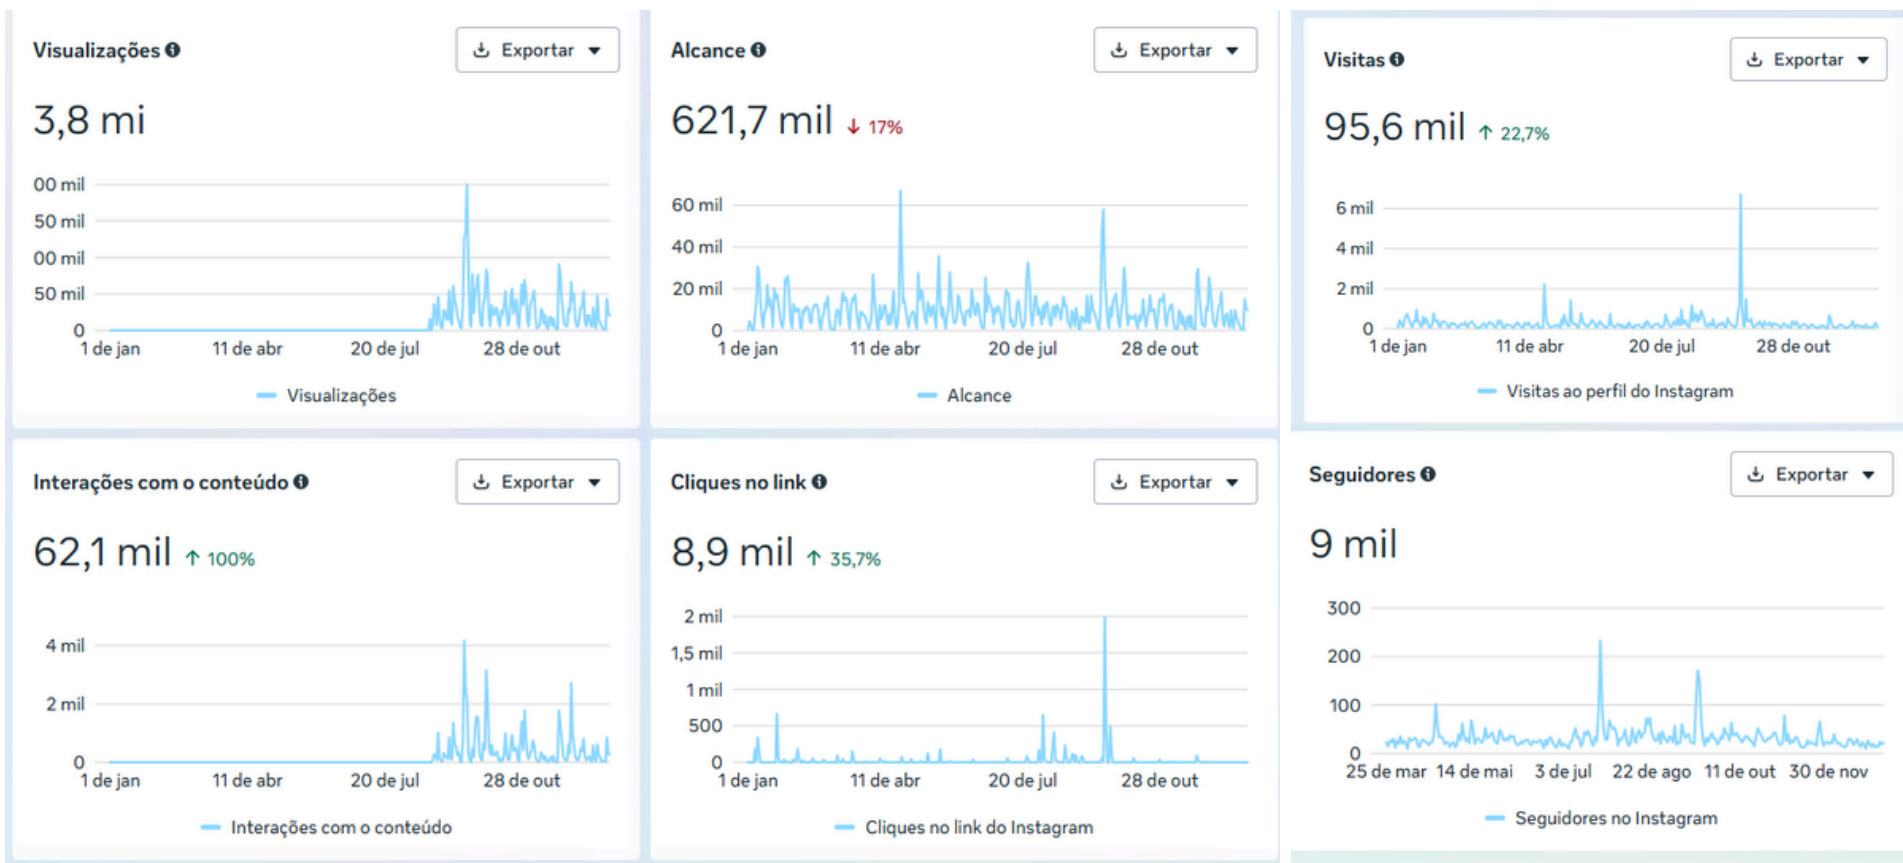 Visualizações
Exportar
3,8 mi
00 mil
50 mil
00 mil
50 mil
0
1 de jan 11 de abr 20 de jul 28 de out
Visualizações
Alcance
Exportar
621,7 mil ↓ 17%
60 mil
40 mil
20 mil
0
1 de jan 11 de abr 20 de jul 28 de out
Alcance
Visitas
Exportar
95,6 mil ↑ 22,7%
6 mil
4 mil
2 mil
0
1 de jan 11 de abr 20 de jul 28 de out
Visitas ao perfil do Instagram
Interações com o conteúdo
Exportar
62,1 mil ↑ 100%
4 mil
2 mil
0
1 de jan 11 de abr 20 de jul 28 de out
Interações com o conteúdo
Cliques no link
Exportar
8,9 mil ↑ 35,7%
2 mil
1,5 mil
1 mil
500
0
1 de jan 11 de abr 20 de jul 28 de out
Cliques no link do Instagram
Seguidores
Exportar
9 mil
300
200
100
0
25 de mar 14 de mai 3 de jul 22 de ago 11 de out 30 de nov
Seguidores no Instagram